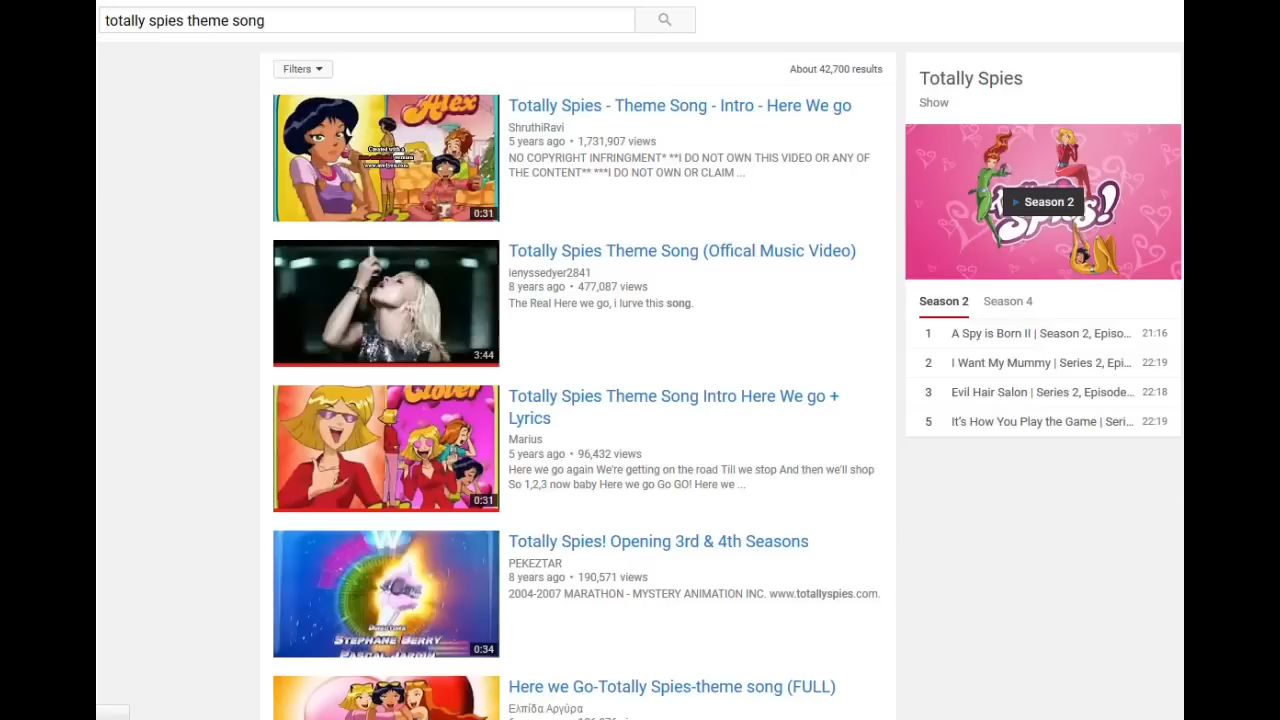 totally spies theme song
Filters
About 42,700 results
Alex
Created with a
0:31
Totally Spies - Theme Song - Intro - Here We go
ShruthiRavi
5 years ago • 1,731,907 views
NO COPYRIGHT INFRINGMENT* **I DO NOT OWN THIS VIDEO OR ANY OF
THE CONTENT** ***I DO NOT OWN OR CLAIM ...
3:44
Totally Spies Theme Song (Offical Music Video)
ienyssedyer2841
8 years ago • 477,087 views
The Real Here we go, i lurve this song.
Clover
0:31
Totally Spies Theme Song Intro Here We go +
Lyrics
Marius
5 years ago • 96,432 views
Here we go again We're getting on the road Till we stop And then we'll shop
So 1,2,3 now baby Here we go Go GO! Here we ...
STEPHANE BERRY
PASCAL JARDIN
0:34
Totally Spies! Opening 3rd & 4th Seasons
PEKEZTAR
8 years ago • 190,571 views
2004-2007 MARATHON - MYSTERY ANIMATION INC. www.totallyspies.com.
Here we Go-Totally Spies-theme song (FULL)
Ελπίδα Αργύρα
Totally Spies
Show
Spies!
Season 2
Season 2 Season 4
1 A Spy is Born II | Season 2, Episo... 21:16
2 I Want My Mummy | Series 2, Epi... 22:19
3 Evil Hair Salon | Series 2, Episode... 22:18
5 It's How You Play the Game | Seri... 22:19